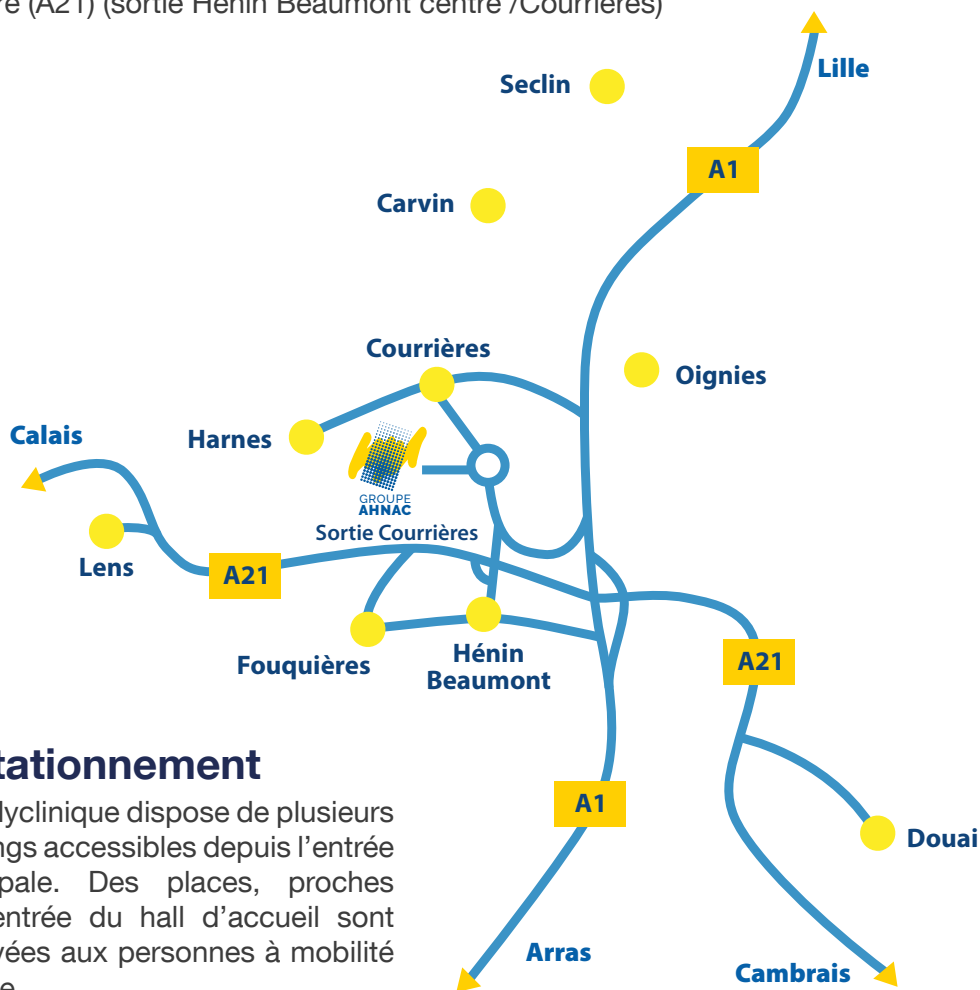 (A21) (sortie Hénin Beaumont centre /Courrières)
Lille
Seclin
A1
Carvin
Courrières
Oignies
Calais
Harnes
GROUPE
AHNAC
Sortie Courrières
Lens
A21
Fouquières
Hénin
Beaumont
A21
tationnement
lyclinique dispose de plusieurs
ngs accessibles depuis l’entrée
pale. Des places, proches
entrée du hall d’accueil sont
vées aux personnes à mobilité
A1
Douai
Arras
Cambrais